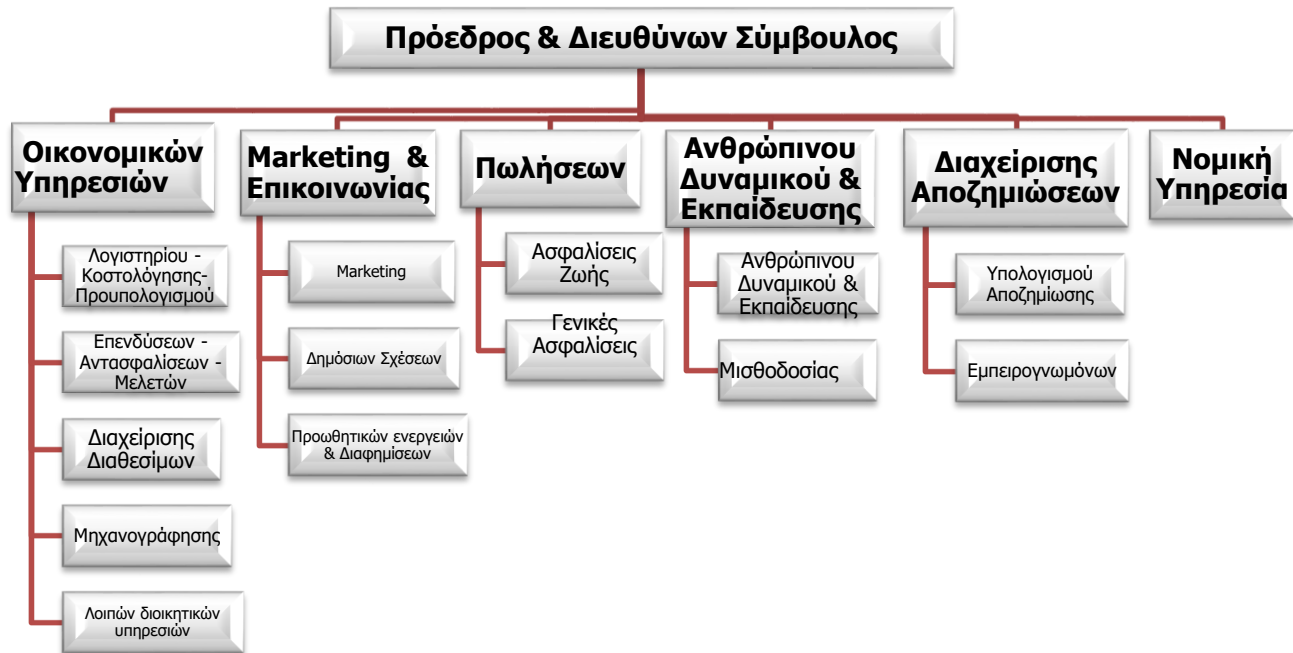 Πρόεδρος & Διευθύνων Σύμβουλος
Οικονομικών
Υπηρεσιών
Λογιστηρίου -
Κοστολόγησης-
Προυπολογισμού
Επενδύσεων -
Αντασφαλίσεων -
Μελετών
Διαχείρισης
Διαθεσίμων
Μηχανογράφησης
Λοιπών διοικητικών
υπηρεσιών
Marketing &
Επικοινωνίας
Marketing
Δημόσιων Σχέσεων
Προωθητικών ενεργειών
& Διαφημίσεων
Πωλήσεων
Ασφαλίσεις
Ζωής
Γενικές
Ασφαλίσεις
Ανθρώπινου
Δυναμικού &
Εκπαίδευσης
Ανθρώπινου
Δυναμικού &
Εκπαίδευσης
Μισθοδοσίας
Διαχείρισης
Αποζημιώσεων
Υπολογισμού
Αποζημίωσης
Εμπειρογνωμόνων
Νομική
Υπηρεσία